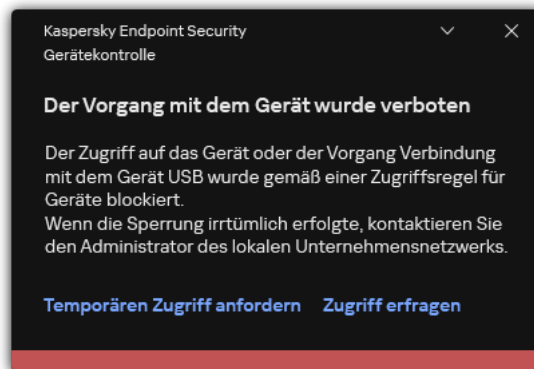 Kaspersky Endpoint Security
Gerätekontrolle
Der Vorgang mit dem Gerät wurde verboten
Der Zugriff auf das Gerät oder der Vorgang Verbindung
mit dem Gerät USB wurde gemäß einer Zugriffsregel für
Geräte blockiert.
Wenn die Sperrung irrtümlich erfolgte, kontaktieren Sie
den Administrator des lokalen Unternehmensnetzwerks.
Temporären Zugriff anfordern Zugriff erfragen